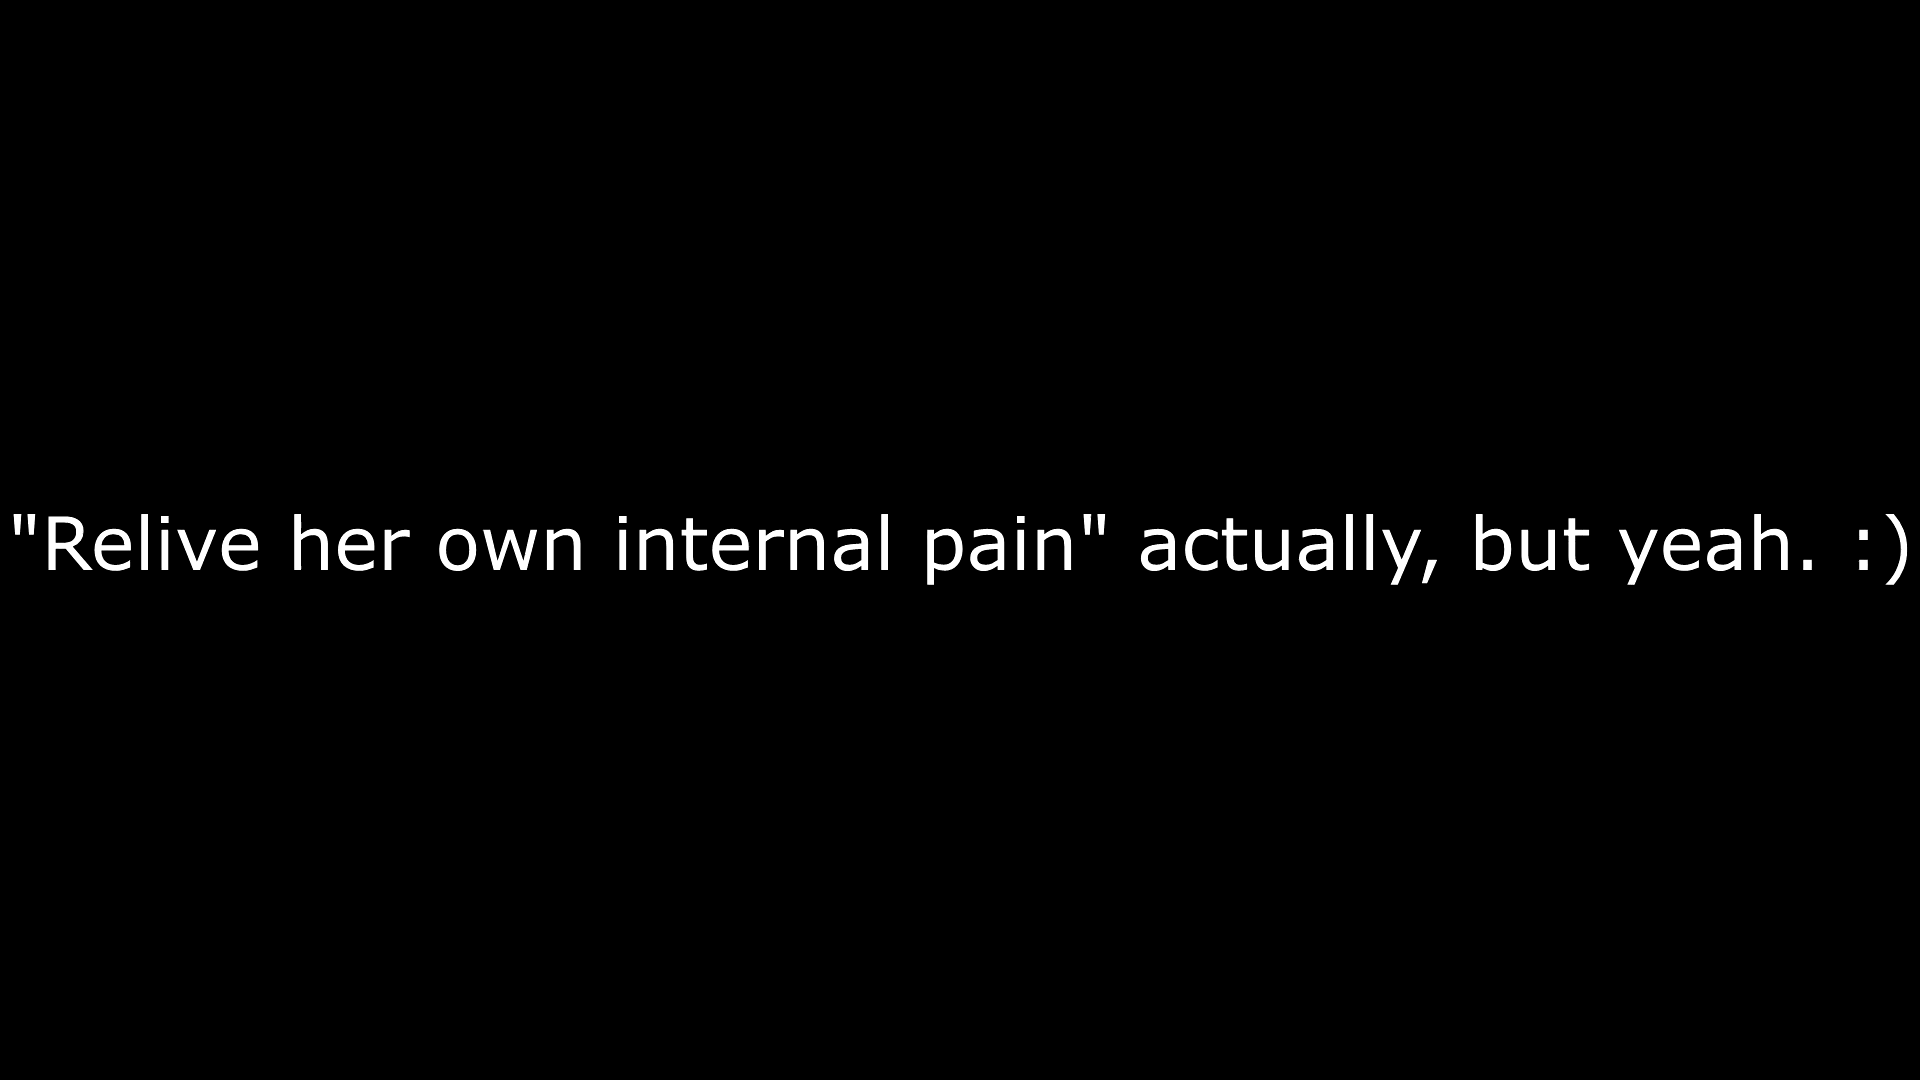 "Relive her own internal pain" actually, but yeah. :)